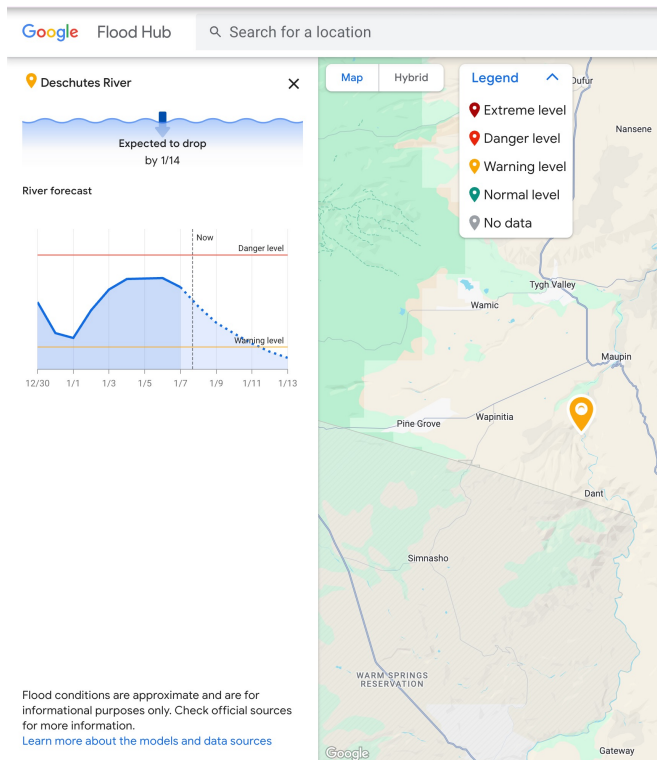 Google Flood Hub
Search for a location
Deschutes River
Expected to drop
by 1/14
River forecast
Now
Danger level
Warning level
12/30 1/1 1/3 1/5 1/7 1/9 1/11 1/13
Flood conditions are approximate and are for
informational purposes only. Check official sources
for more information.
Learn more about the models and data sources
Map Hybrid
Legend
Extreme level
Danger level
Warning level
Normal level
No data
Dufur
Nansene
Tygh Valley
Wamic
Maupin
Wapinitia
Pine Grove
Dant
Simnasho
WARM SPRINGS
RESERVATION
Gateway
Google